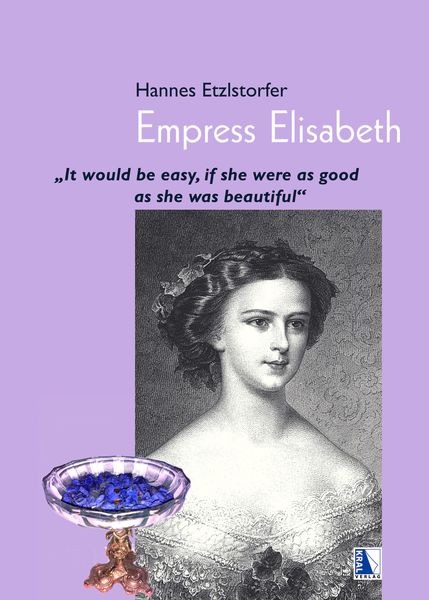 Hannes Etzlstorfer
Empress Elisabeth
„It would be easy, if she were as good
as she was beautiful“
KRAL
VERLAG